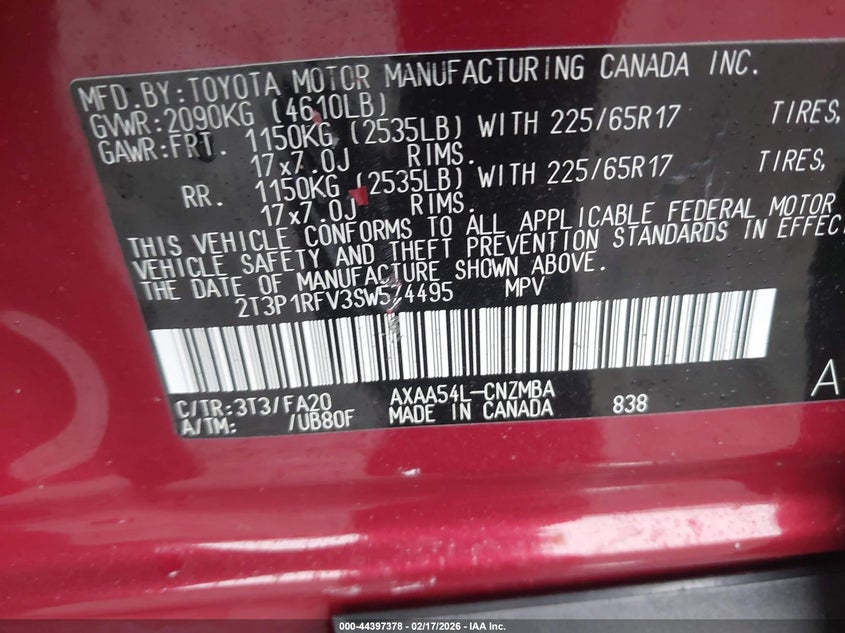 MFD.BY:TOYOTA MOTOR MANUFACTURING CANADA INC.
GVWR:2090KG (4610LB)
GAWR:FRT. 1150KG (2535LB) WITH 225/65R17 TIRES,
17x7.0J RIMS.
RR. 1150KG (2535LB) WITH 225/65R17 TIRES,
17x7.0J RIMS.
THIS VEHICLE CONFORMS TO ALL APPLICABLE FEDERAL MOTOR
VEHICLE SAFETY AND THEFT PREVENTION STANDARDS IN EFFEC
THE DATE OF MANUFACTURE SHOWN ABOVE.
2T3P1RFV3SW574495 MPV
C/TR:3T3/FA20 AXAA54L-CNZMBA A
A/TM: /UB80F MADE IN CANADA 838
000-44397378 - 02/17/2026 - IAA Inc.